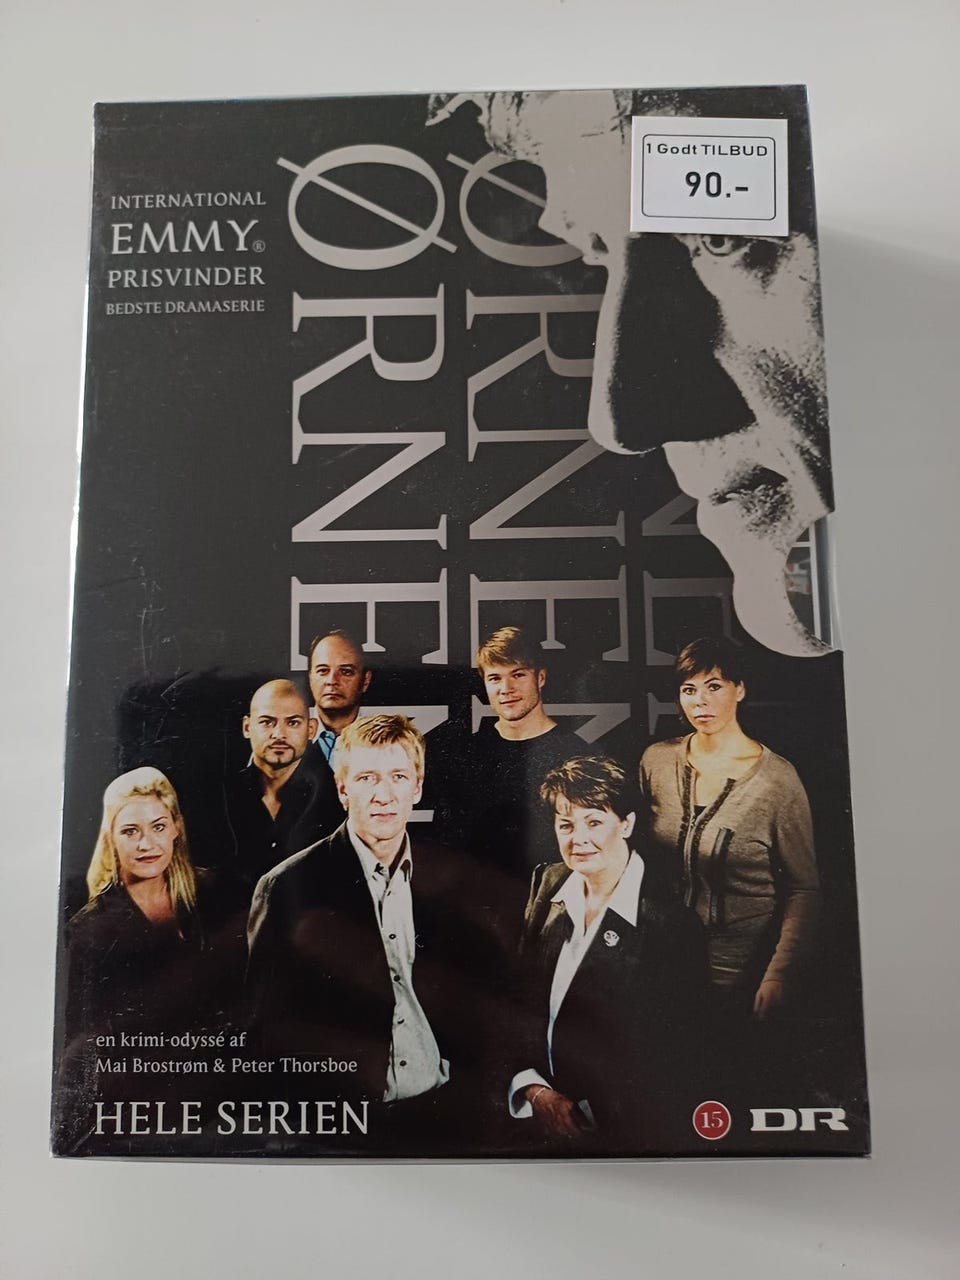 1 Godt TILBUD
90.-
INTERNATIONAL
EMMY®
PRISVINDER
BEDSTE DRAMASERIE
ØRNEN
ØRNEN
en krimi-odyssé af
Mai Brostrøm & Peter Thorsboe
HELE SERIEN
15
DR